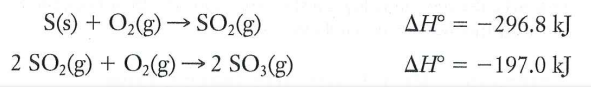 S(s) + O₂(g) → SO₂(g) ΔH° = −296.8 kJ
2 SO₂(g) + O₂(g) → 2 SO₃(g) ΔH° = −197.0 kJ